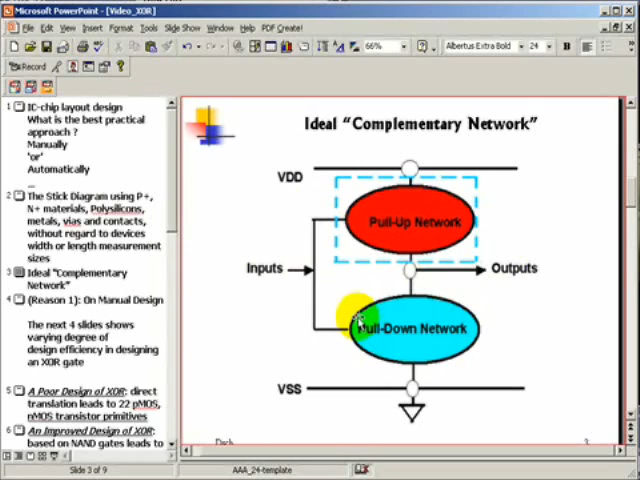 Microsoft PowerPoint - [Video_XOR]
File Edit View Insert Format Tools Slide Show Window Help PDF Create!
66% Albertus Extra Bold 24 B
Record
1 IC-chip layout design
What is the best practical
approach ?
Manually
'or'
Automatically
...
2 The Stick Diagram using P+,
N+ materials, Polysilicons,
metals, vias and contacts,
without regard to devices
width or length measurement
sizes
3 Ideal "Complementary
Network"
4 (Reason 1): On Manual Design
The next 4 slides shows
varying degree of
design efficiency in designing
an XOR gate
5 A Poor Design of XOR: direct
translation leads to 22 pMOS,
nMOS transistor primitives
6 An Improved Design of XOR:
based on NAND gates leads to
Ideal "Complementary Network"
VDD
Pull-Up Network
Inputs
Outputs
Pull-Down Network
VSS
3
Slide 3 of 9
AAA_24-template